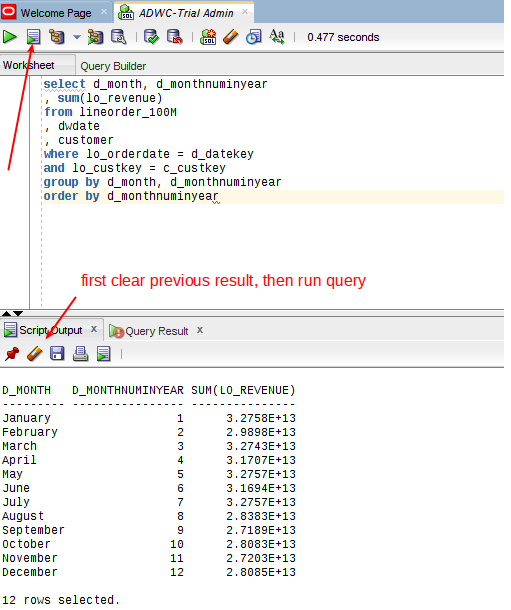 Welcome Page ADWC-Trial Admin
0.477 seconds
Worksheet Query Builder
select d_month, d_monthnuminyear
, sum(lo_revenue)
from lineorder_100M
, dwdate
, customer
where lo_orderdate = d_datekey
and lo_custkey = c_custkey
group by d_month, d_monthnuminyear
order by d_monthnuminyear
first clear previous result, then run query
Script Output x Query Result x
D_MONTH D_MONTHNUMINYEAR SUM(LO_REVENUE)
--------- ---------------- ---------------
January 1 3.2758E+13
February 2 2.9898E+13
March 3 3.2743E+13
April 4 3.1707E+13
May 5 3.2757E+13
June 6 3.1694E+13
July 7 3.2757E+13
August 8 2.8383E+13
September 9 2.7189E+13
October 10 2.8083E+13
November 11 2.7203E+13
December 12 2.8085E+13
12 rows selected.